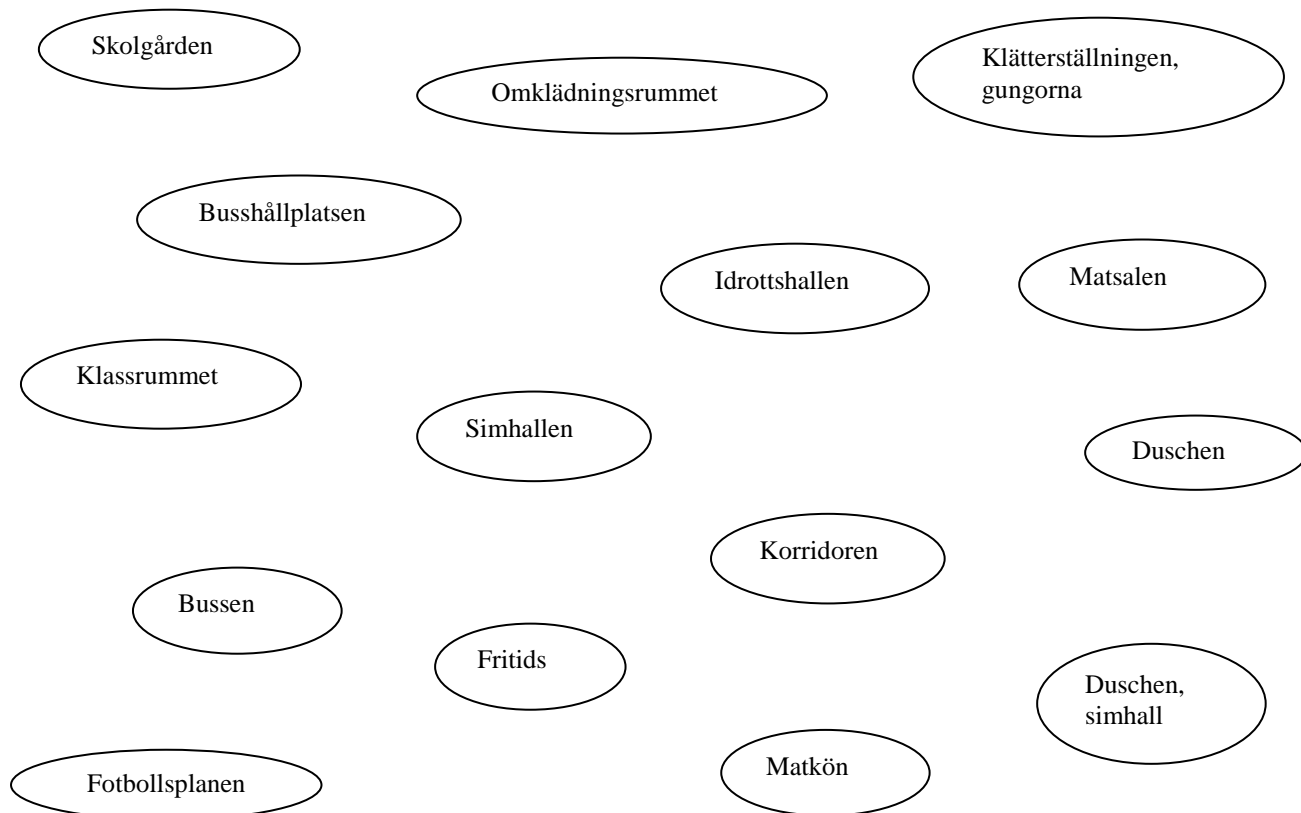 Skolgården
Omklädningsrummet
Klätterställningen,
gungorna
Busshållplatsen
Idrottshallen
Matsalen
Klassrummet
Simhallen
Duschen
Korridoren
Bussen
Fritids
Duschen,
simhall
Matkön
Fotbollsplanen